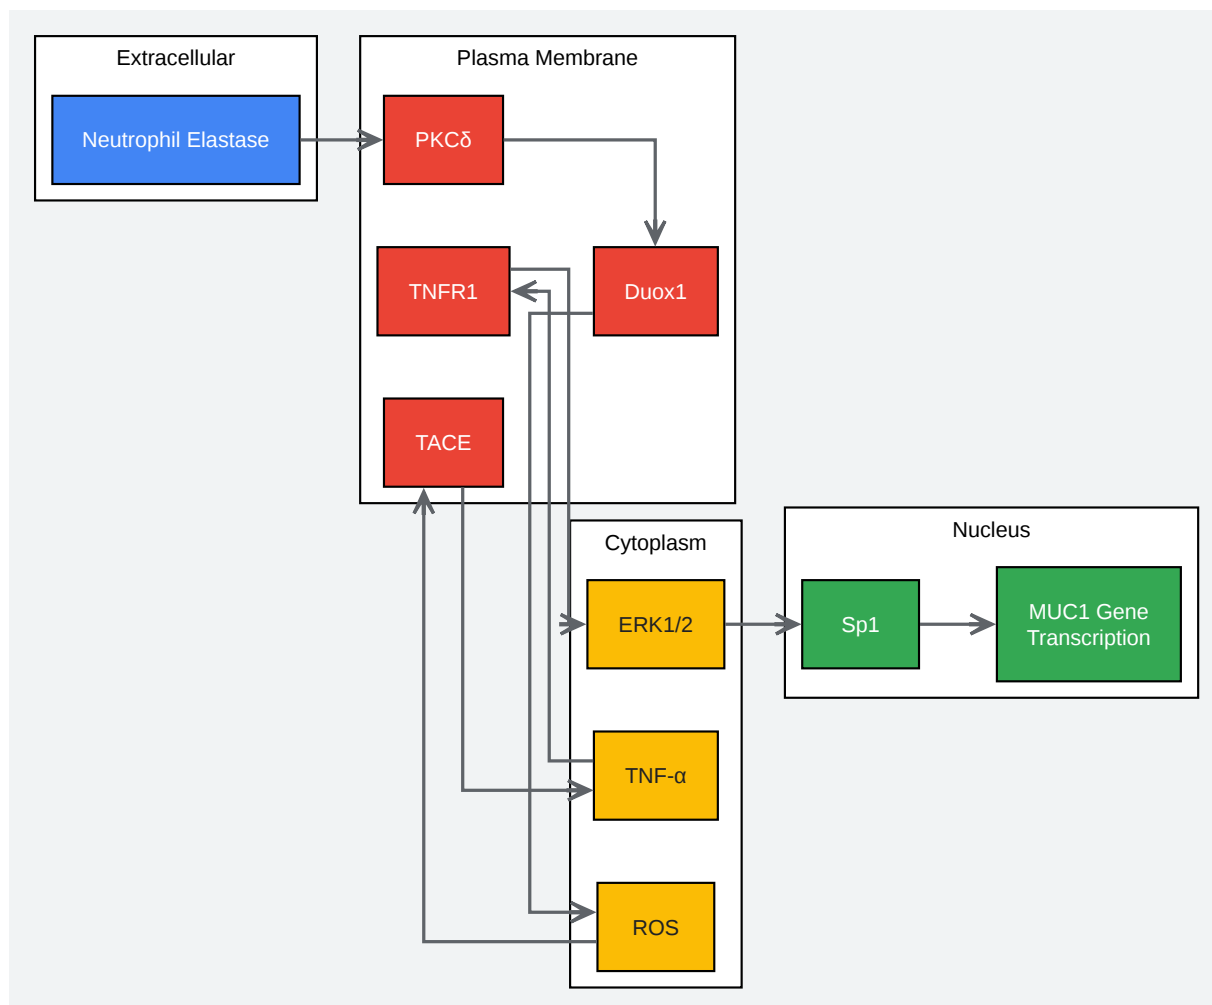 Extracellular
Neutrophil Elastase
Plasma Membrane
PKCδ
TNFR1
Duox1
TACE
Cytoplasm
ERK1/2
TNF-α
ROS
Nucleus
Sp1
MUC1 Gene
Transcription